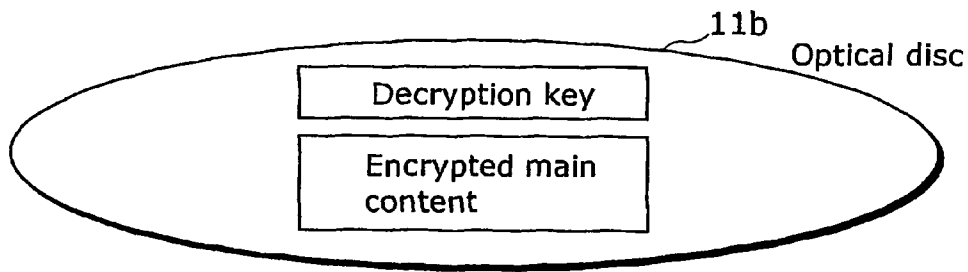 11b
Optical disc
Decryption key
Encrypted main
content